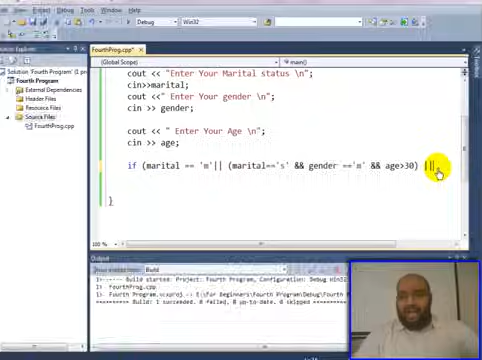 File Edit View Project Build Debug Tools Window Help
Debug Win32
Solution Explorer
Solution 'Fourth Program'
Fourth Program
External Dependencies
Header Files
Resource Files
Source Files
FourthProg.cpp
FourthProg.cpp*
(Global Scope)
main()
cout << "Enter Your Marital status \n";
cin>>marital;
cout<<"Enter Your gender \n";
cin >> gender;
cout << " Enter Your Age \n";
cin >> age;
if (marital == 'm'|| (marital=='s' && gender =='m' && age>30) ||
}
100 %
Output
Show output from: Build
1>------ Build started: Project: Fourth Program, Configuration: Debug Win32
1> FourthProg.cpp
1> Fourth Program.vcxproj -> E:\For Beginners\Fourth Program\Debug\Fourth
Build: 1 succeeded, 0 failed, 0 up-to-date, 0 skipped